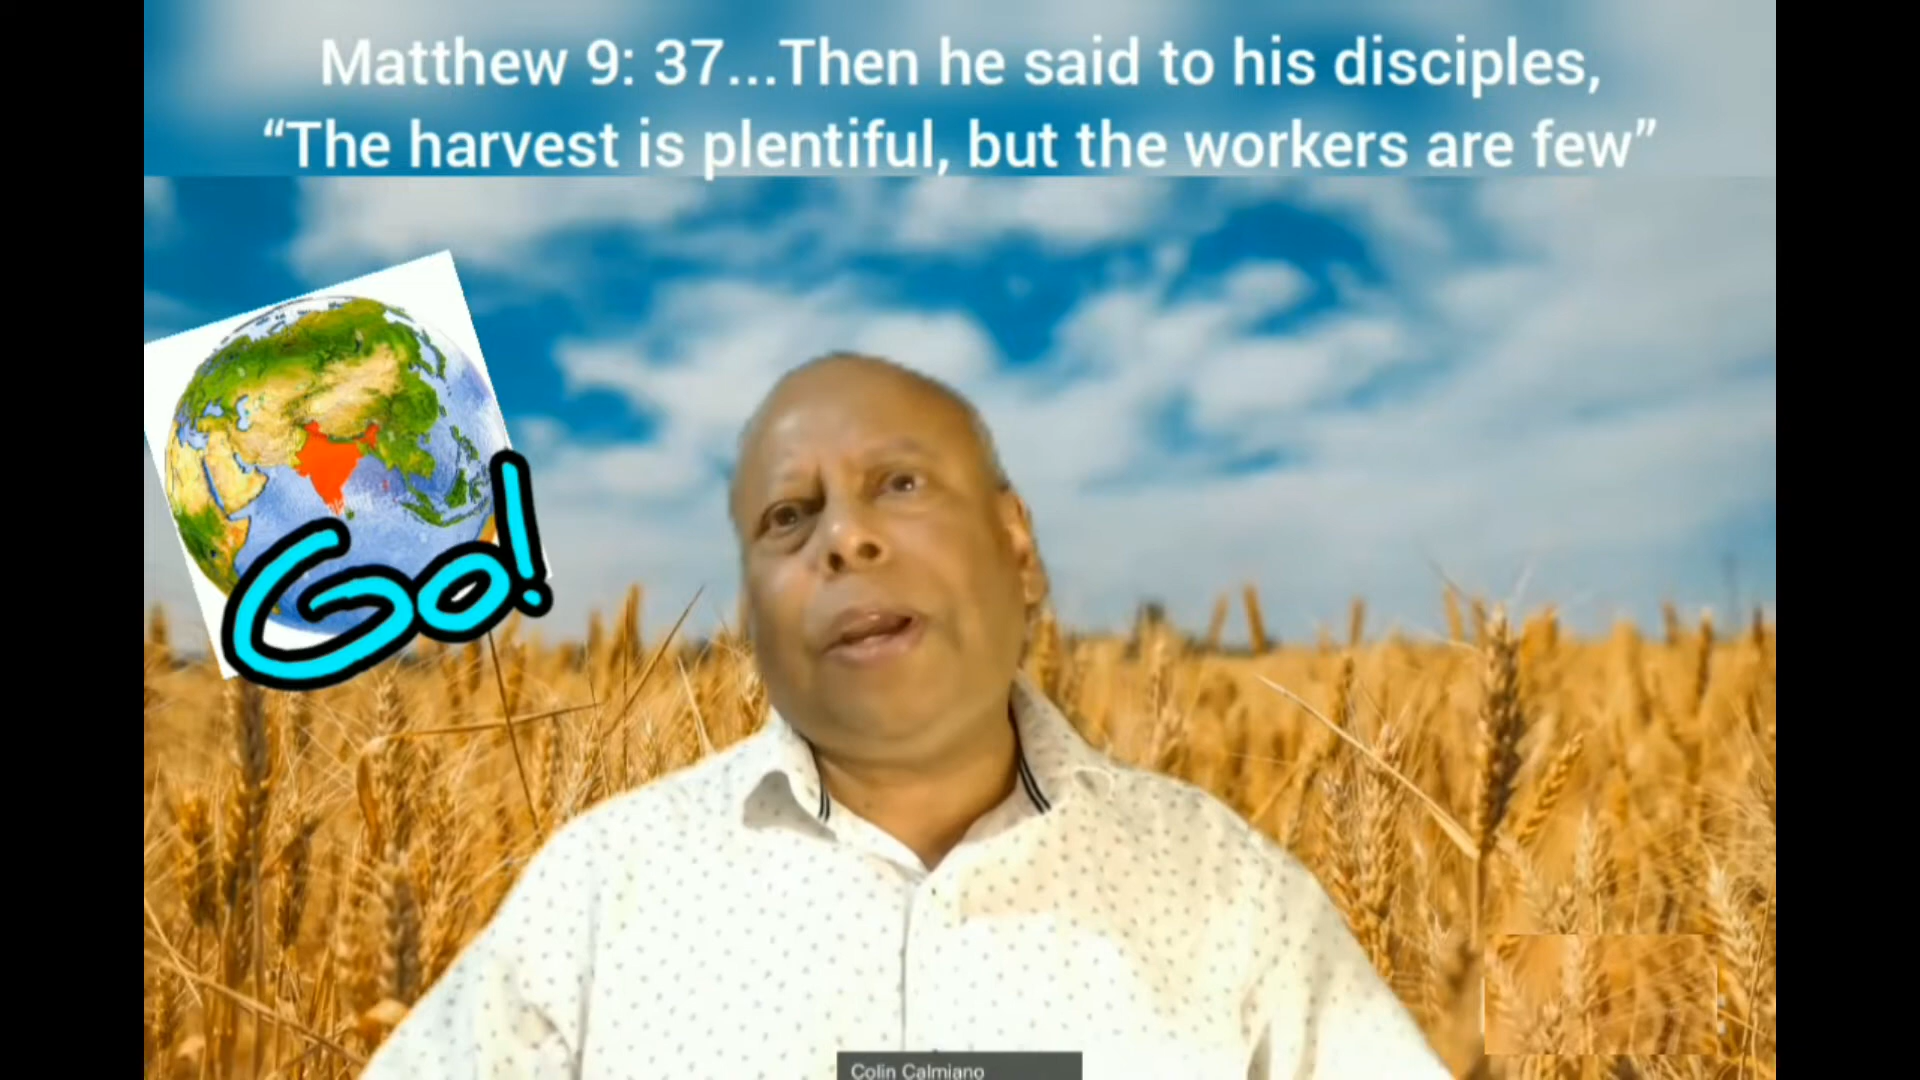 Matthew 9: 37...Then he said to his disciples,
“The harvest is plentiful, but the workers are few”
Go!
Colin Calmiano